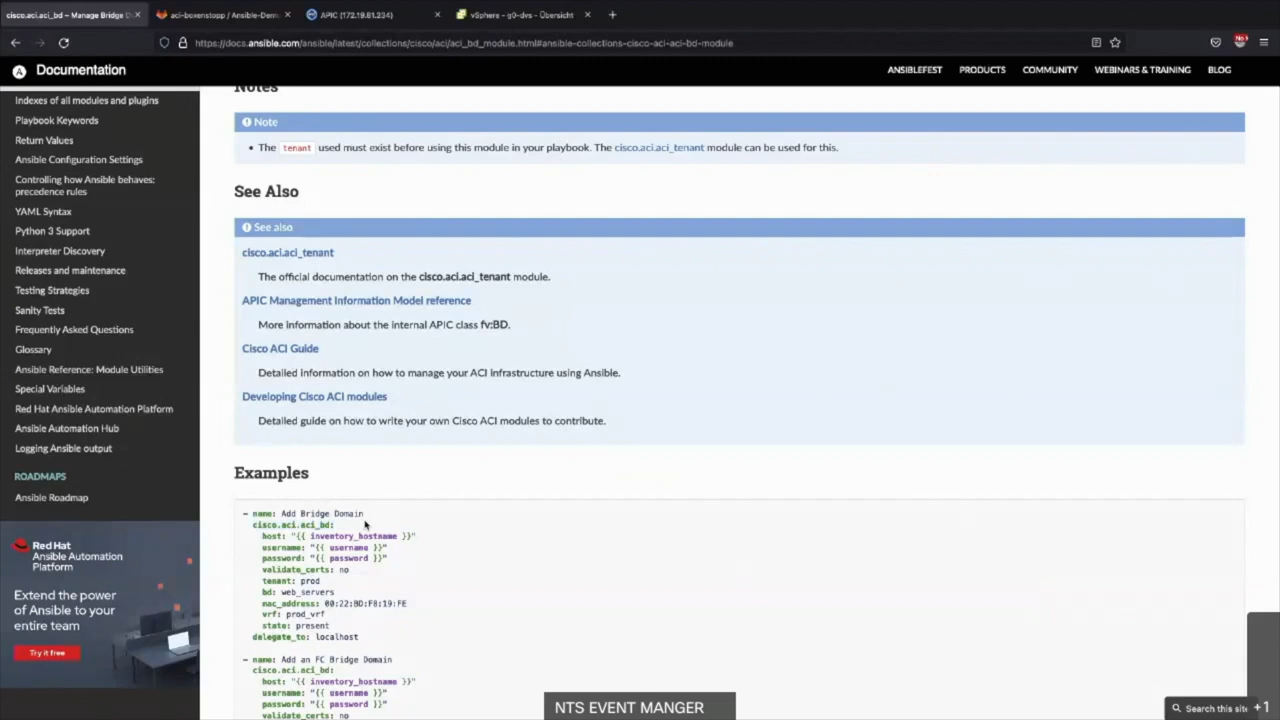 cisco.aci.aci_bd – Manage Bridge D
aci-boxenstopp / Ansible-Dem
APIC (172.19.81.234)
vSphere - g0-dvs - Übersicht
https://docs.ansible.com/ansible/latest/collections/cisco/aci/aci_bd_module.html#ansible-collections-cisco-aci-aci-bd-module
Documentation
ANSIBLEFEST
PRODUCTS
COMMUNITY
WEBINARS & TRAINING
BLOG
Indexes of all modules and plugins
Playbook Keywords
Return Values
Ansible Configuration Settings
Controlling how Ansible behaves:
precedence rules
YAML Syntax
Python 3 Support
Interpreter Discovery
Releases and maintenance
Testing Strategies
Sanity Tests
Frequently Asked Questions
Glossary
Ansible Reference: Module Utilities
Special Variables
Red Hat Ansible Automation Platform
Ansible Automation Hub
Logging Ansible output
ROADMAPS
Ansible Roadmap
Red Hat
Ansible Automation
Platform
Extend the power
of Ansible to your
entire team
Try it free
Notes
Note
• The tenant used must exist before using this module in your playbook. The cisco.aci.aci_tenant module can be used for this.
See Also
See also
cisco.aci.aci_tenant
The official documentation on the cisco.aci.aci_tenant module.
APIC Management Information Model reference
More information about the internal APIC class fv:BD.
Cisco ACI Guide
Detailed information on how to manage your ACI infrastructure using Ansible.
Developing Cisco ACI modules
Detailed guide on how to write your own Cisco ACI modules to contribute.
Examples
- name: Add Bridge Domain
cisco.aci.aci_bd:
host: "{{ inventory_hostname }}"
username: "{{ username }}"
password: "{{ password }}"
validate_certs: no
tenant: prod
bd: web_servers
mac_address: 00:22:BD:F8:19:FE
vrf: prod_vrf
state: present
delegate_to: localhost
- name: Add an FC Bridge Domain
cisco.aci.aci_bd:
host: "{{ inventory_hostname }}"
username: "{{ username }}"
password: "{{ password }}"
validate_certs: no
NTS EVENT MANGER
Search this site
+1